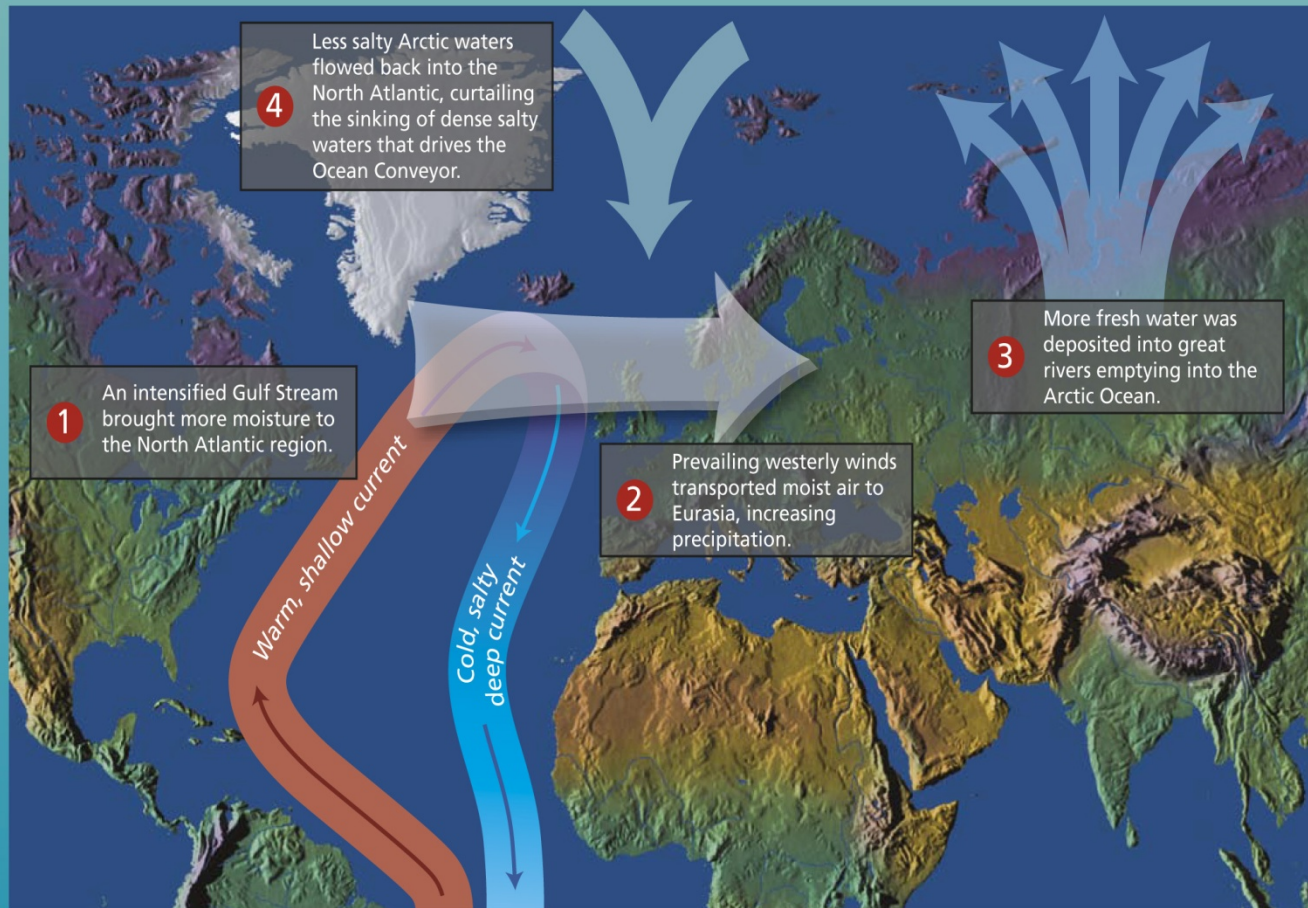 1
An intensified Gulf Stream
brought more moisture to
the North Atlantic region.
2
Prevailing westerly winds
transported moist air to
Eurasia, increasing
precipitation.
3
More fresh water was
deposited into great
rivers emptying into the
Arctic Ocean.
4
Less salty Arctic waters
flowed back into the
North Atlantic, curtailing
the sinking of dense salty
waters that drives the
Ocean Conveyor.
Warm, shallow current
Cold, salty
deep current